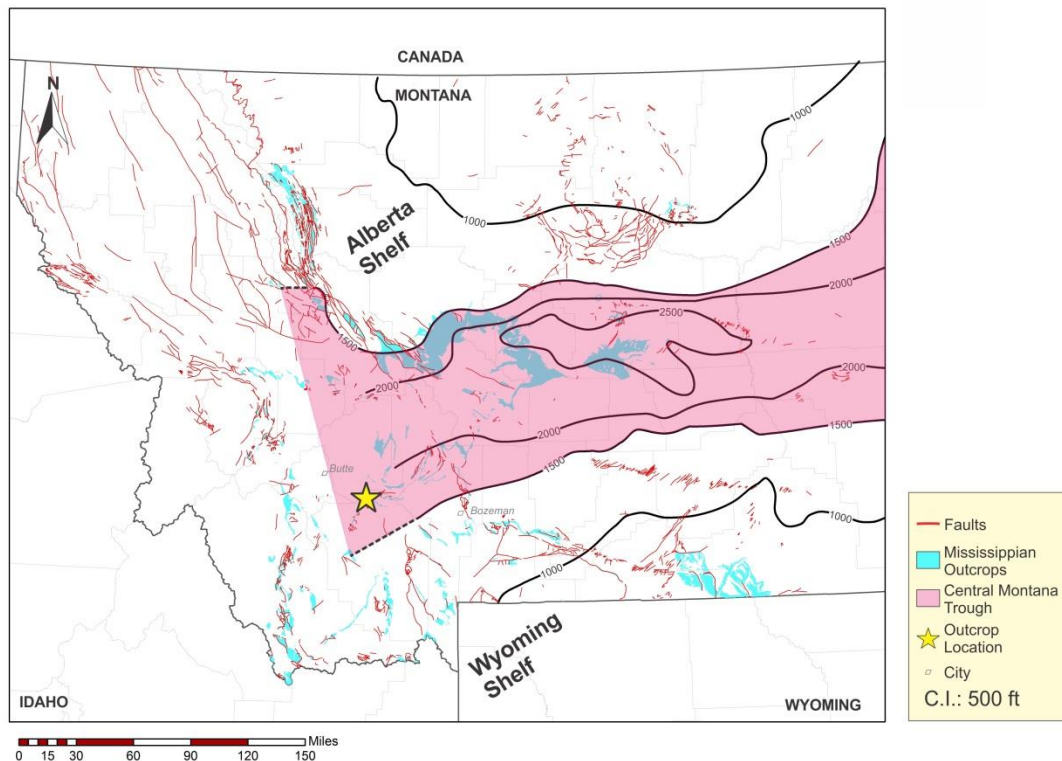 CANADA
MONTANA
N
1000
1000
1000
Alberta
Shelf
1500
2000
2500
1500
2000
2000
1500
1500
Butte
Bozeman
1000
1000
Wyoming
Shelf
IDAHO
WYOMING
Faults
Mississippian
Outcrops
Central Montana
Trough
Outcrop
Location
City
C.I.: 500 ft
Miles
0 15 30 60 90 120 150